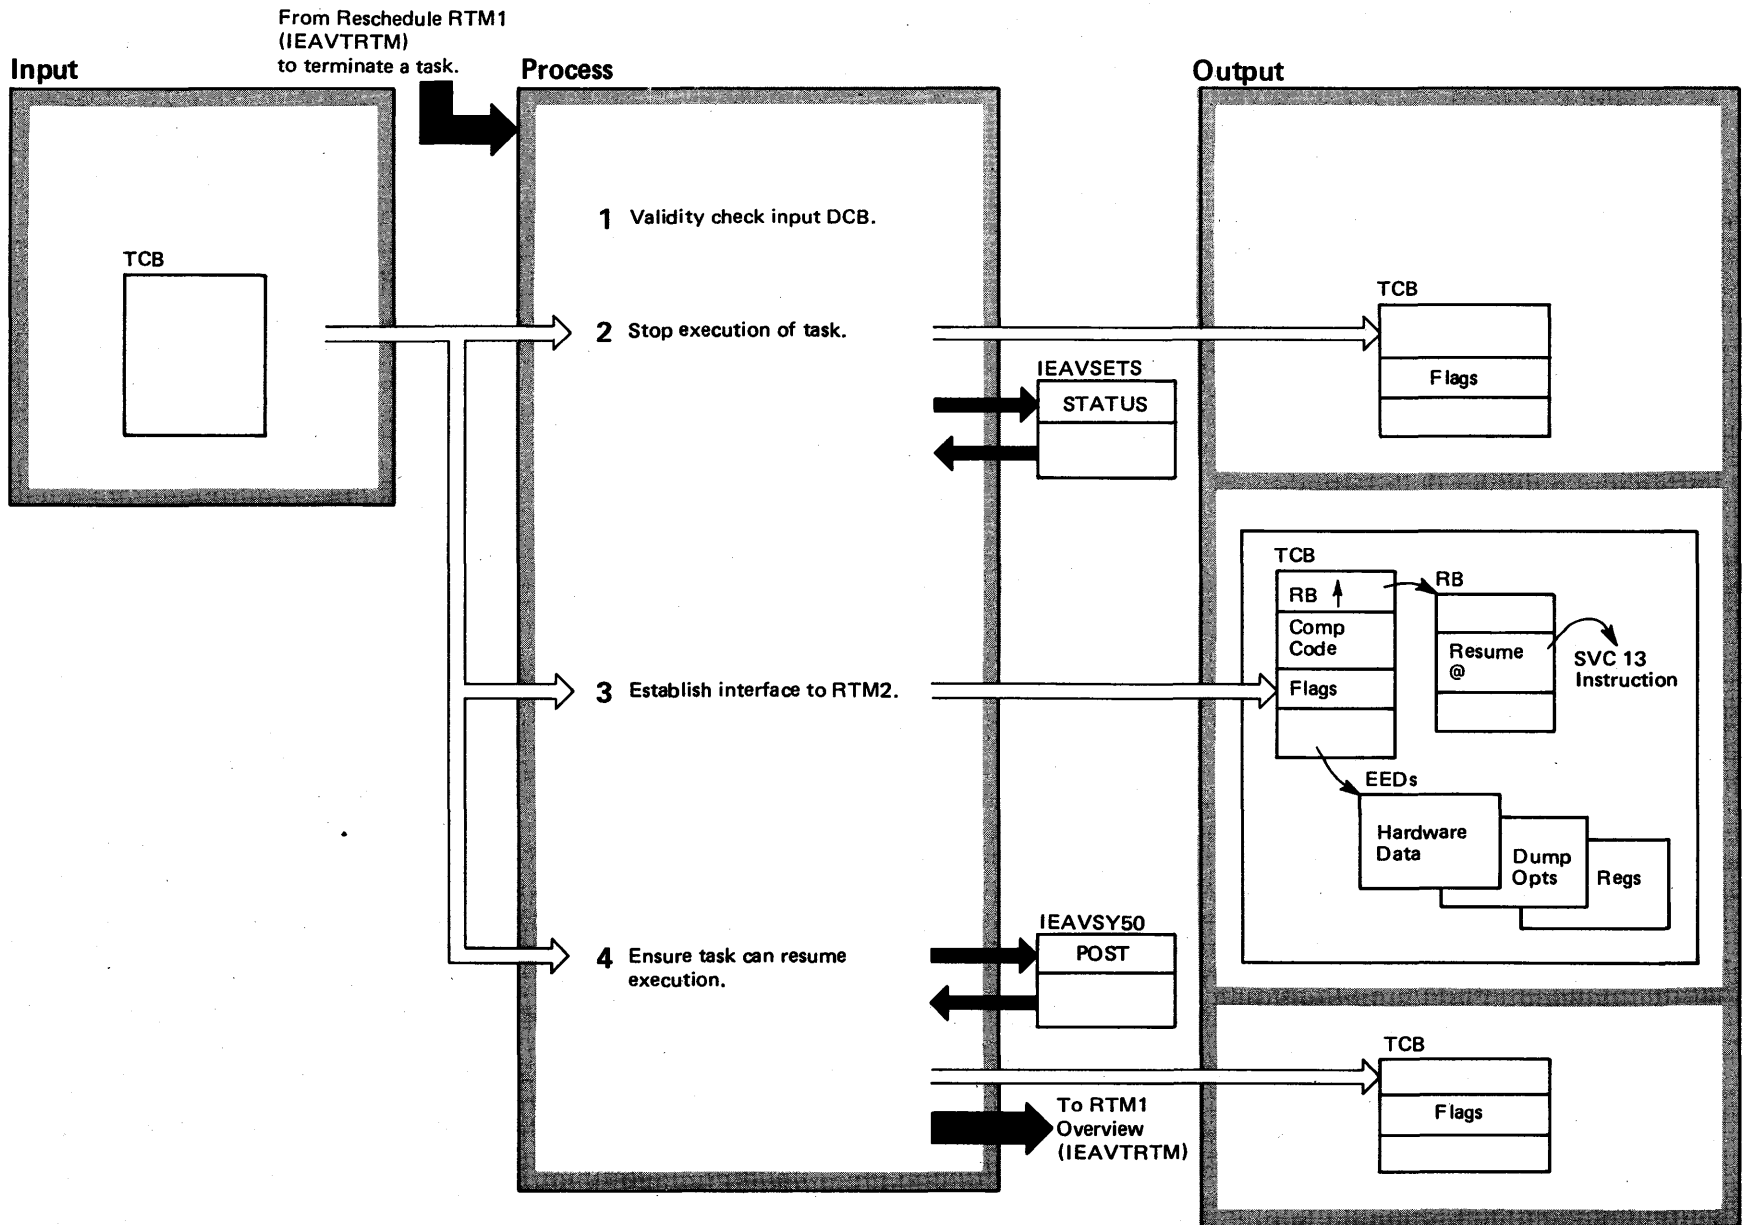 From Reschedule RTM1
(IEAVTRTM)
to terminate a task.
Input
Process
Output
1 Validity check input DCB.
TCB
TCB
2 Stop execution of task.
Flags
IEAVSETS
STATUS
TCB
RB
RB
Comp
Code
Resume
@
SVC 13
Instruction
3 Establish interface to RTM2.
Flags
EEDs
Hardware
Data
Dump
Opts
Regs
IEAVSY50
POST
4 Ensure task can resume
execution.
TCB
Flags
To RTM1
Overview
(IEAVTRTM)